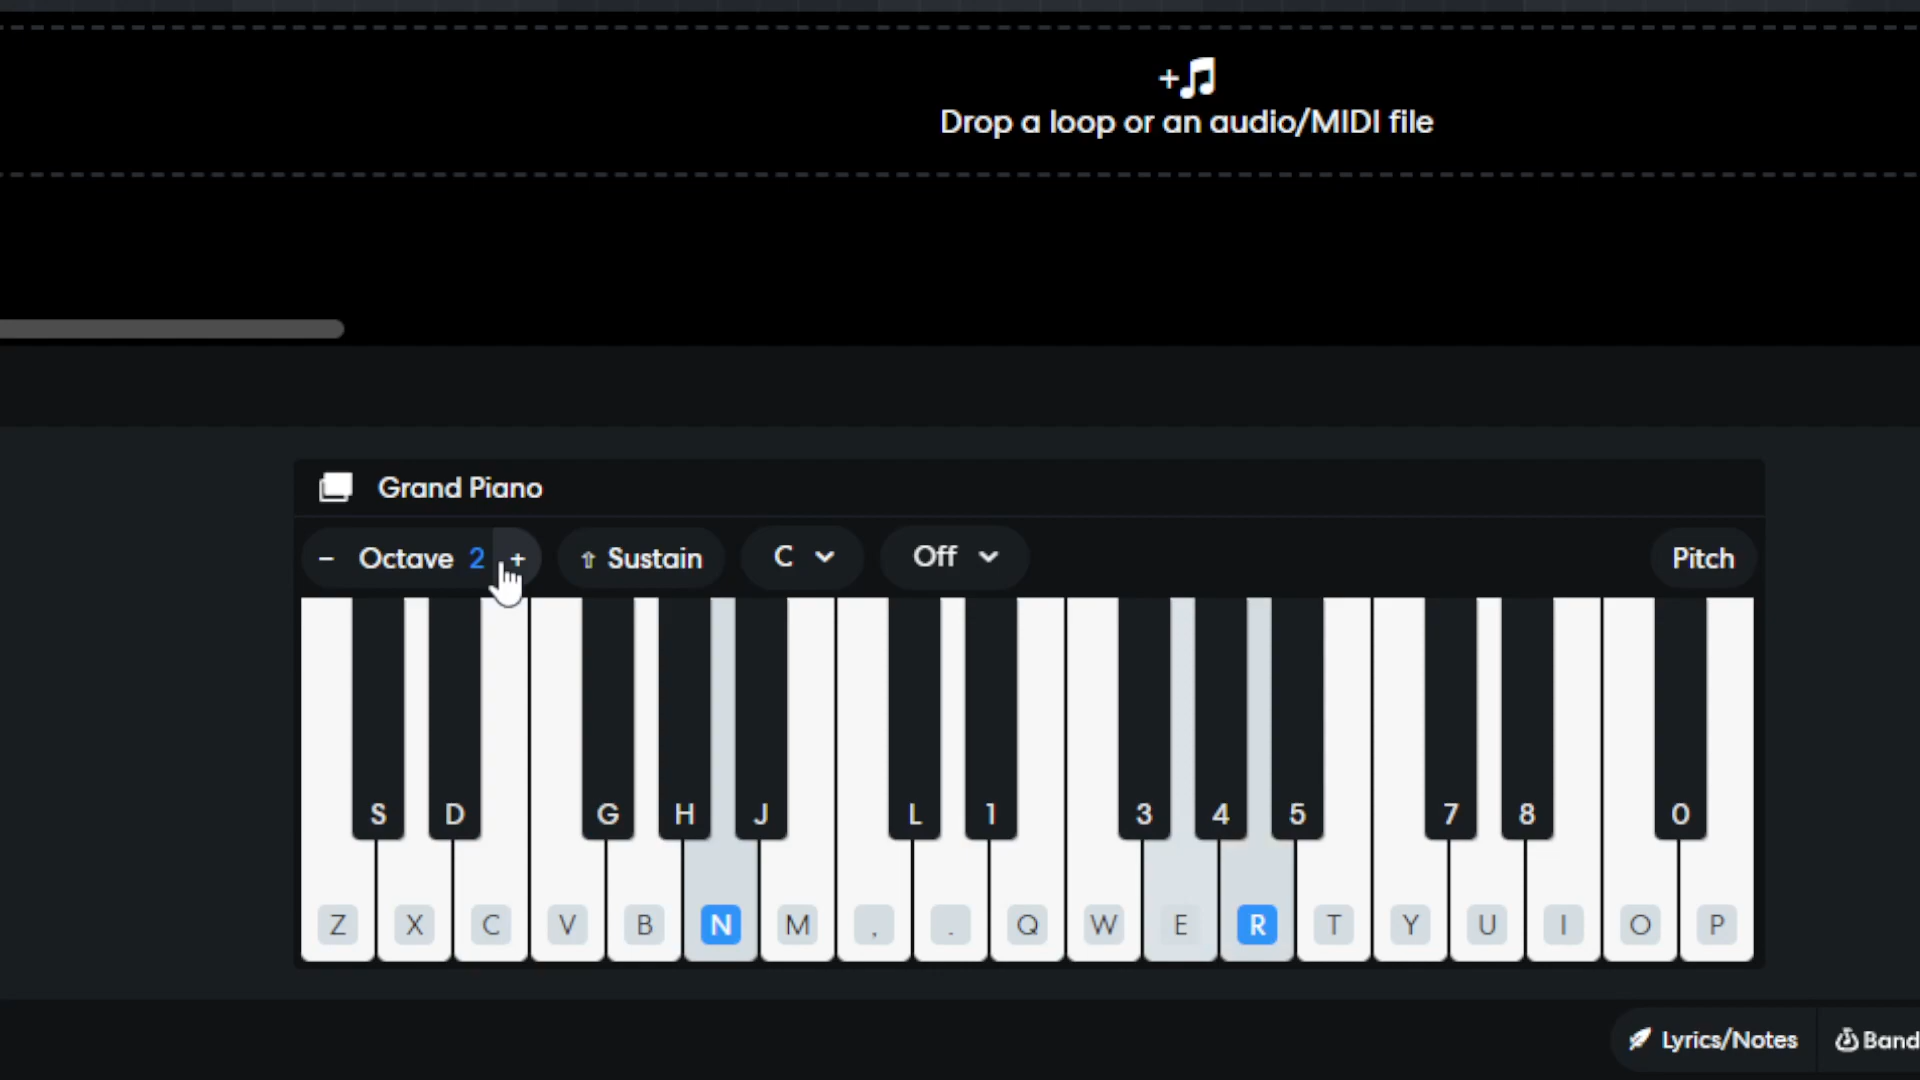 +
Drop a loop or an audio/MIDI file
Grand Piano
− Octave 2 + ⇧ Sustain C Off Pitch
S D G H J L 1 3 4 5 7 8 0
Z X C V B N M , . Q W E R T Y U I O P
Lyrics/Notes Band